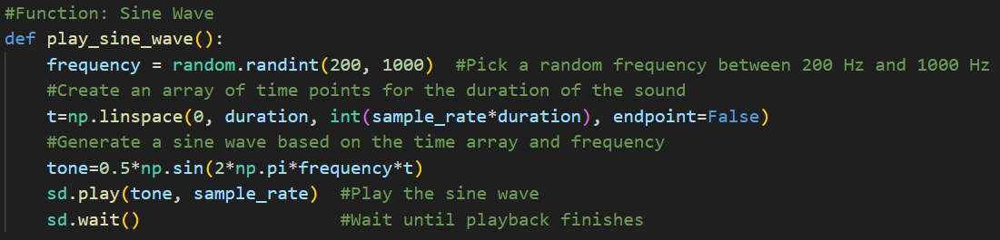 #Function: Sine Wave
def play_sine_wave():
    frequency = random.randint(200, 1000)  #Pick a random frequency between 200 Hz and 1000 Hz
    #Create an array of time points for the duration of the sound
    t=np.linspace(0, duration, int(sample_rate*duration), endpoint=False)
    #Generate a sine wave based on the time array and frequency
    tone=0.5*np.sin(2*np.pi*frequency*t)
    sd.play(tone, sample_rate)  #Play the sine wave
    sd.wait()                   #Wait until playback finishes